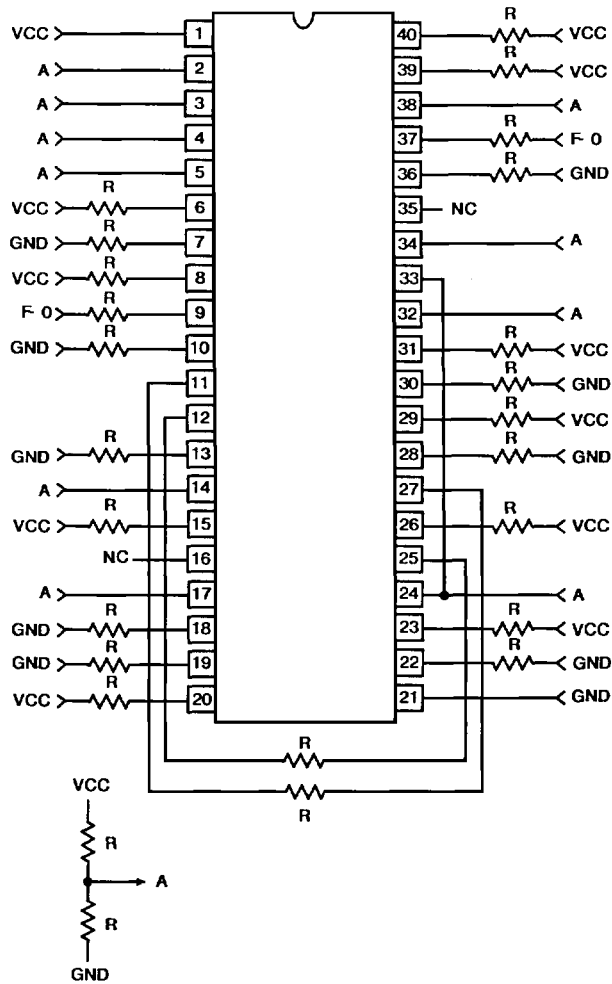 VCC 1 40 R VCC
A 2 39 R VCC
A 3 38 A
A 4 37 R F-0
A 5 36 R GND
VCC R 6 35 NC
GND R 7 34 A
VCC R 8 33
F-0 R 9 32 A
GND R 10 31 R VCC
11 30 R GND
12 29 R VCC
GND R 13 28 R GND
A 14 27
VCC R 15 26 R VCC
NC 16 25
A 17 24 A
GND R 18 23 R VCC
GND R 19 22 R GND
VCC R 20 21 GND
R
R
VCC
R
A
R
GND